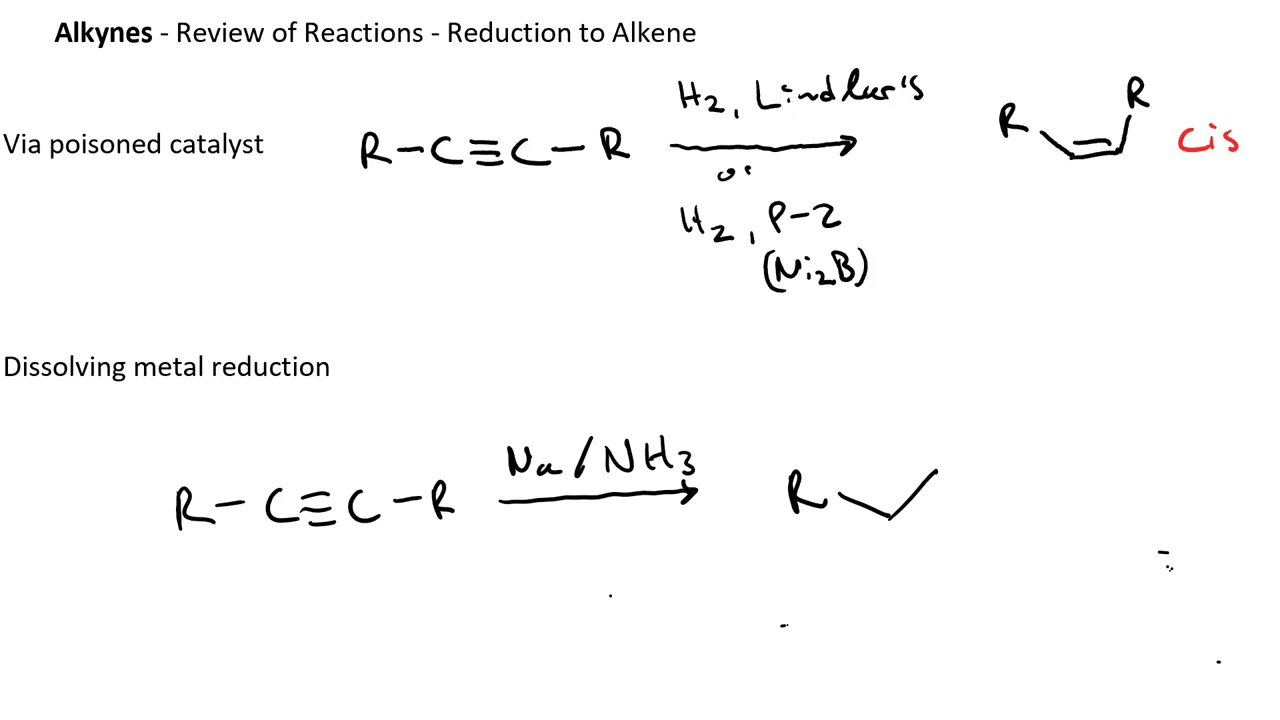 Alkynes - Review of Reactions - Reduction to Alkene
H2, Lindlar's
R
R
Via poisoned catalyst
R-C≡C-R
cis
or
H2, P-2
(Ni2B)
Dissolving metal reduction
Na/NH3
R-C≡C-R
R